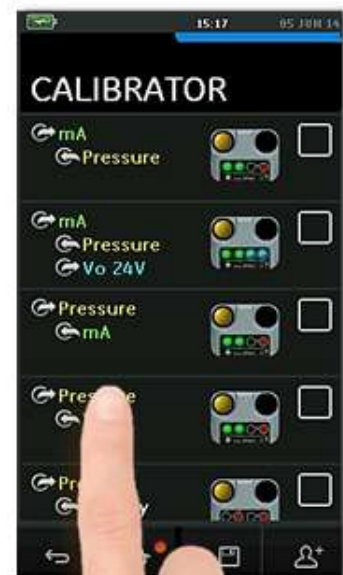 15:17 05 JUN 14
CALIBRATOR
mA
Pressure
mA
Pressure
Vo 24V
Pressure
mA